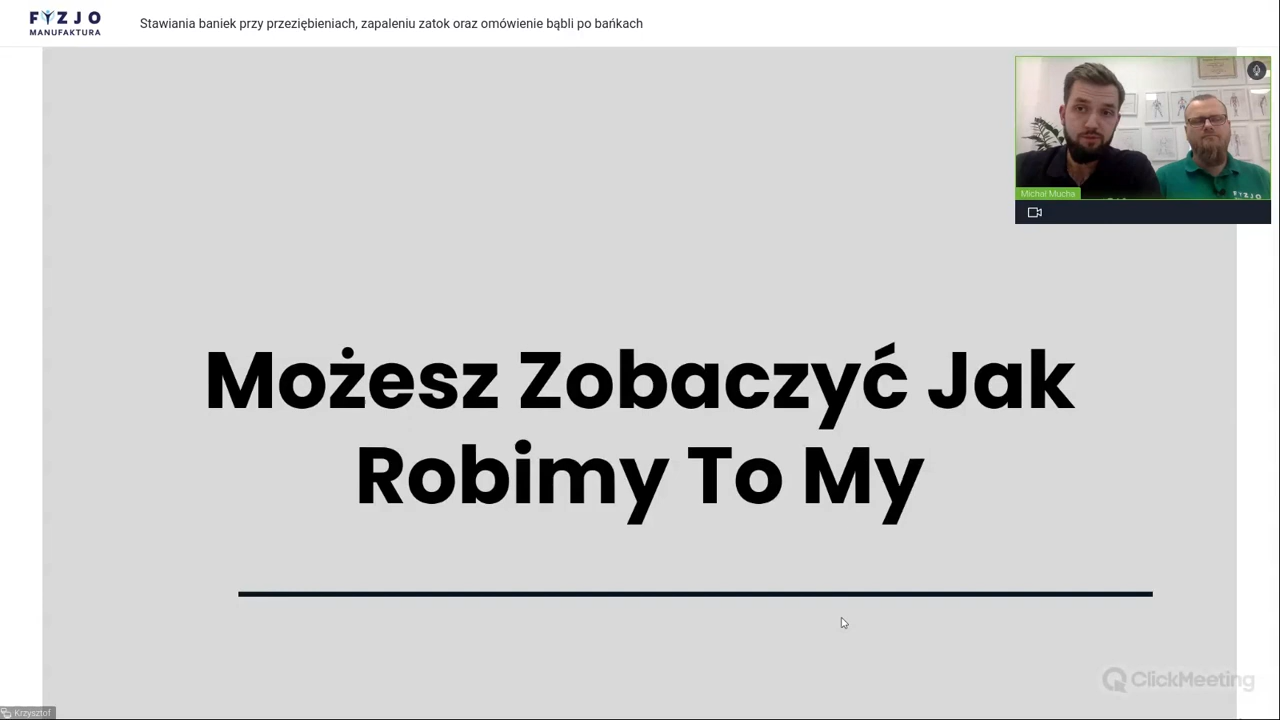 FYZJO
MANUFAKTURA
Stawiania baniek przy przeziębieniach, zapaleniu zatok oraz omówienie bąbli po bańkach
Michał Mucha
FYZJO
Możesz Zobaczyć Jak
Robimy To My
ClickMeeting
Krzysztof